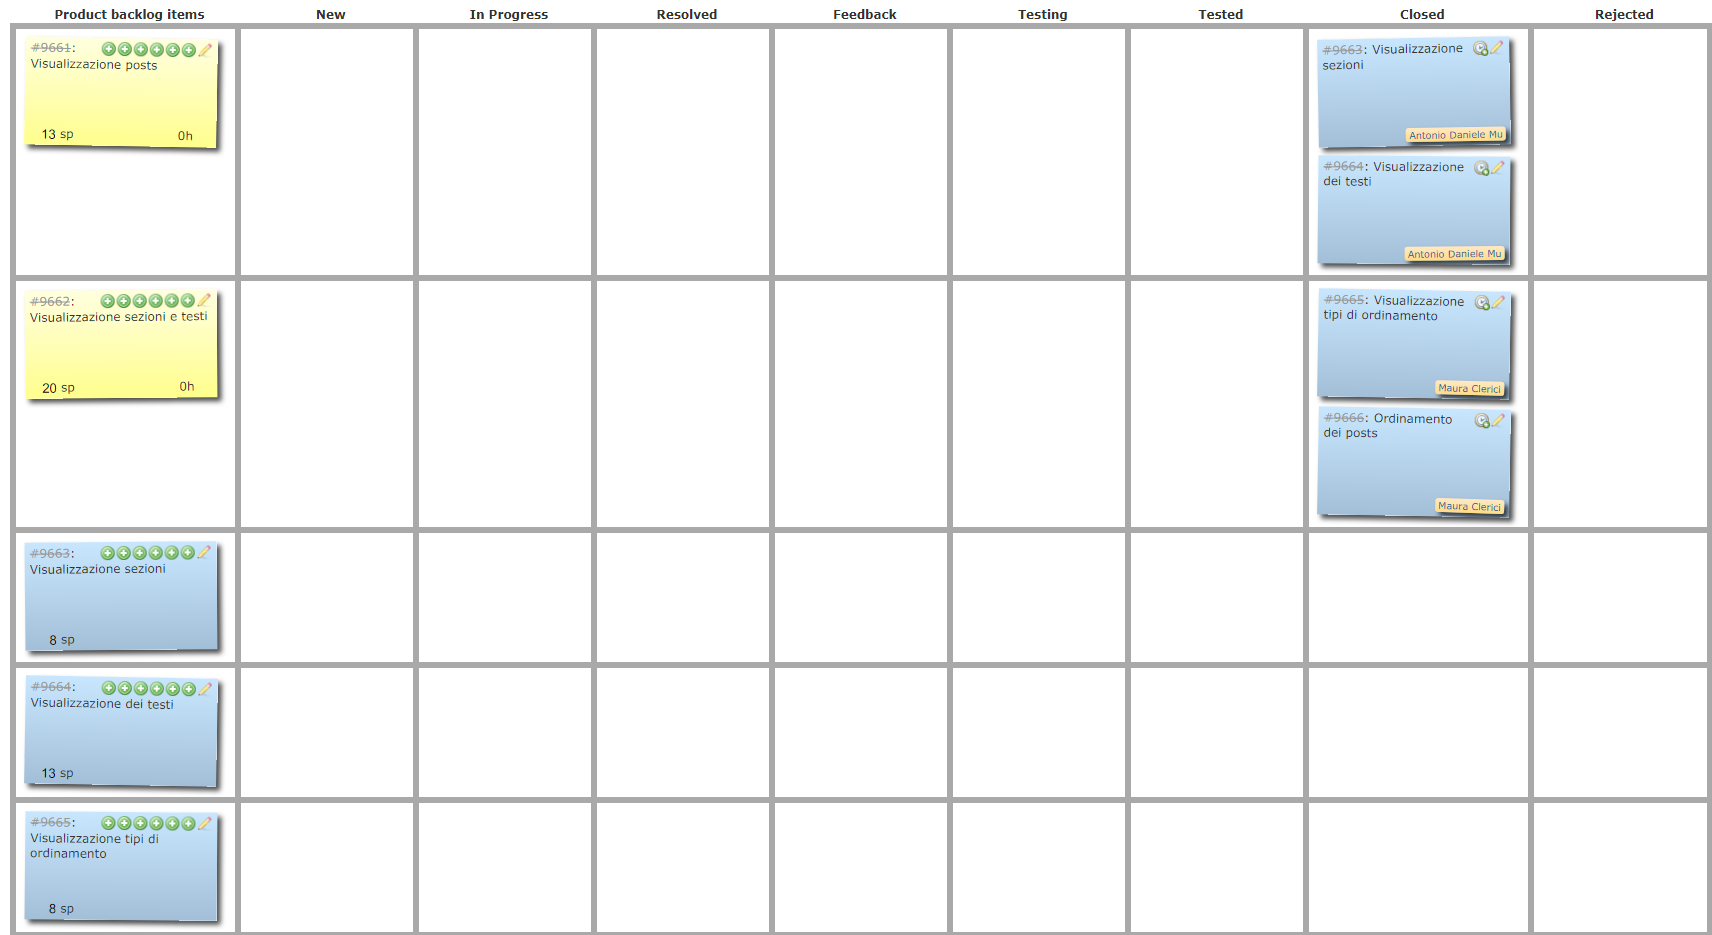 Product backlog items New In Progress Resolved Feedback Testing Tested Closed Rejected
#9661:
Visualizzazione posts
13 sp 0h
#9663: Visualizzazione
sezioni
Antonio Daniele Mu
#9664: Visualizzazione
dei testi
Antonio Daniele Mu
#9662:
Visualizzazione sezioni e testi
20 sp 0h
#9665: Visualizzazione
tipi di ordinamento
Maura Clerici
#9666: Ordinamento
dei posts
Maura Clerici
#9663:
Visualizzazione sezioni
8 sp
#9664:
Visualizzazione dei testi
13 sp
#9665:
Visualizzazione tipi di
ordinamento
8 sp